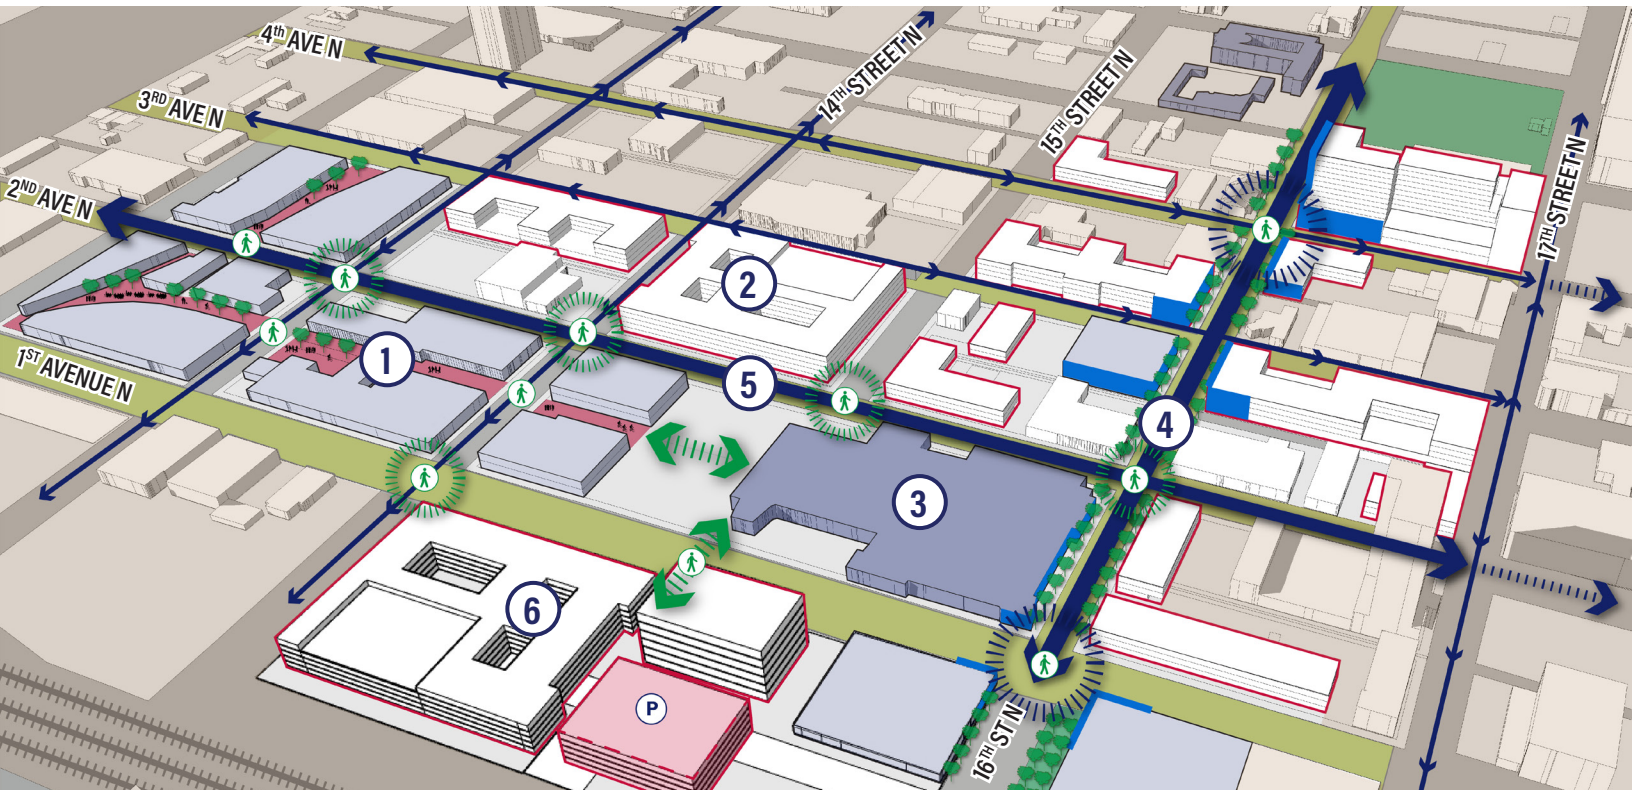 4th AVE N
3RD AVE N
2ND AVE N
1ST AVENUE N
14TH STREET N
15TH STREET N
17TH STREET N
16TH ST N
1
2
3
4
5
6
P